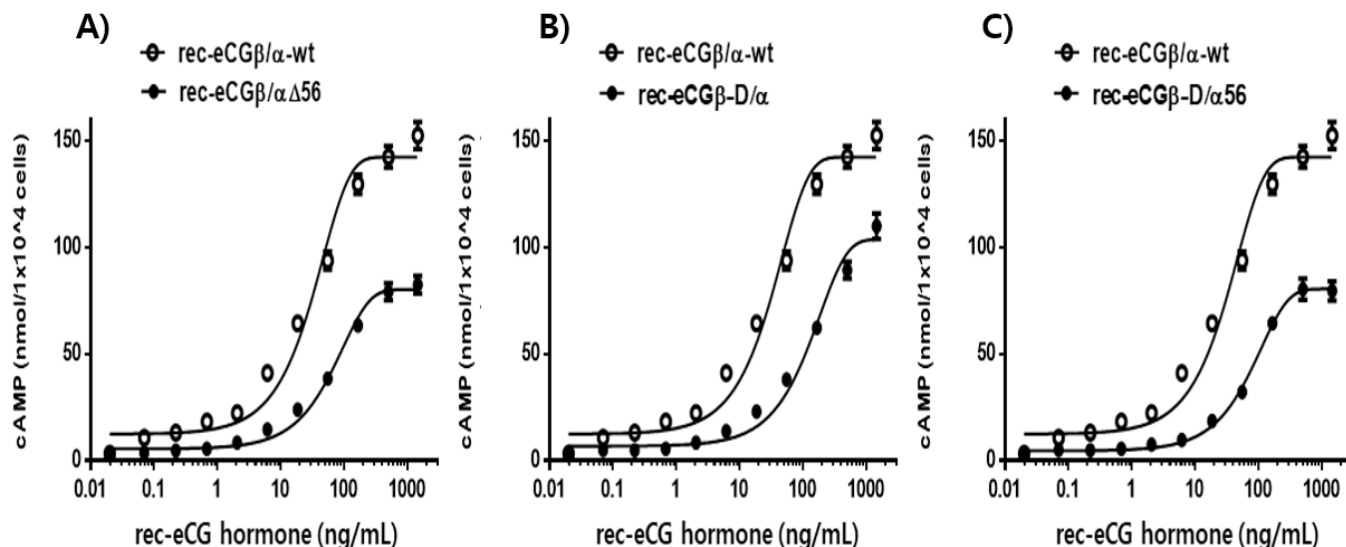 A)
rec-eCGβ/α-wt
rec-eCGβ/αΔ56
cAMP (nmol/1x10^4 cells)
150
100
50
0
0.01 0.1 1 10 100 1000
rec-eCG hormone (ng/mL)
B)
rec-eCGβ/α-wt
rec-eCGβ-D/α
cAMP (nmol/1x10^4 cells)
150
100
50
0
0.01 0.1 1 10 100 1000
rec-eCG hormone (ng/mL)
C)
rec-eCGβ/α-wt
rec-eCGβ-D/α56
cAMP (nmol/1x10^4 cells)
150
100
50
0
0.01 0.1 1 10 100 1000
rec-eCG hormone (ng/mL)